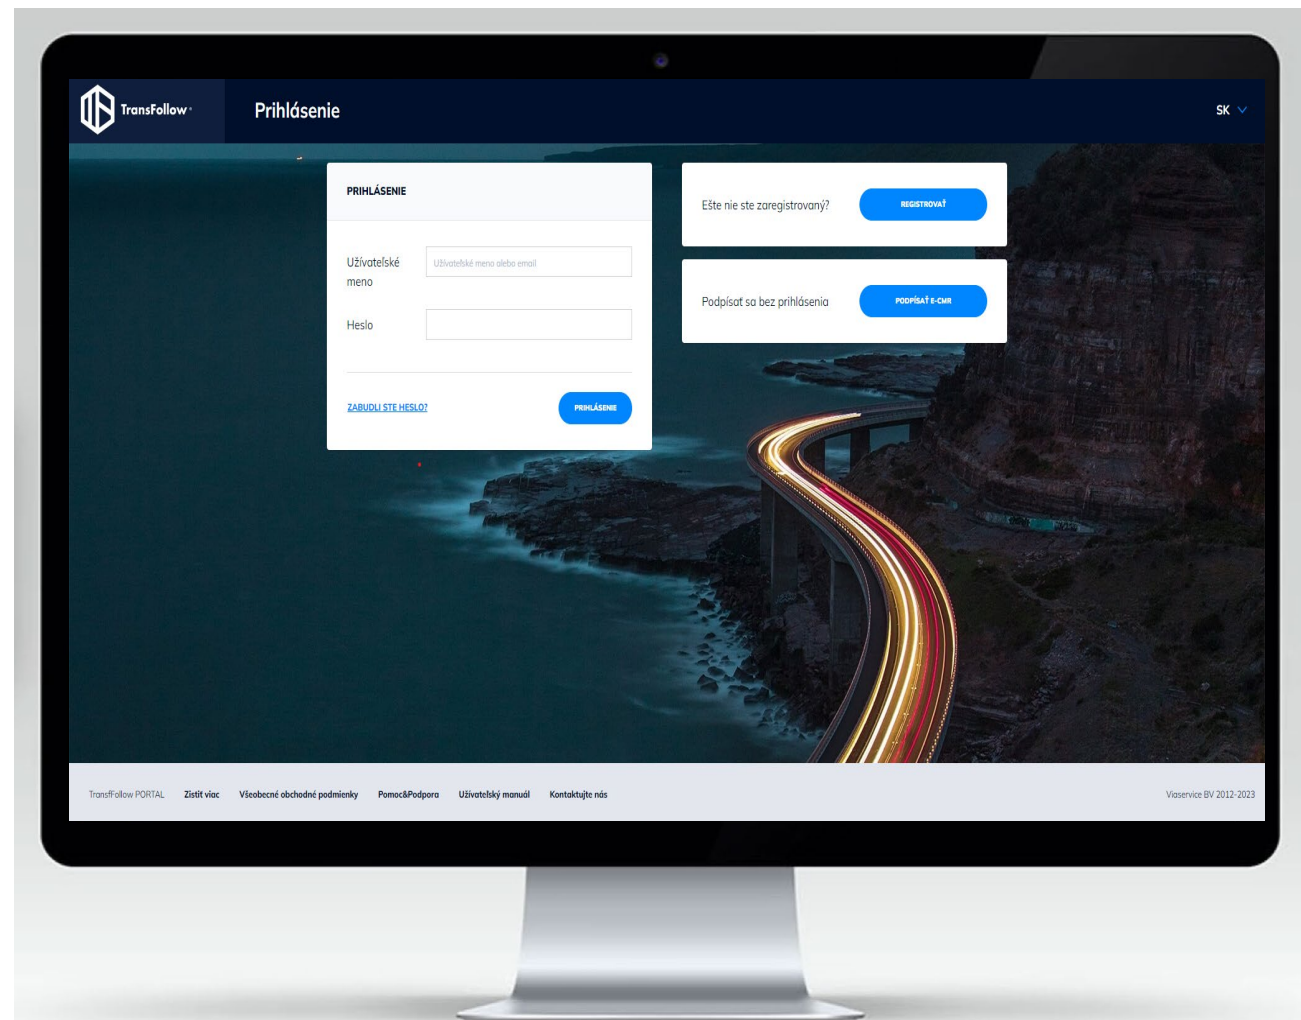 TransFollow
Prihlásenie
SK
PRIHLÁSENIE
Užívateľské
meno
Užívateľské meno alebo email
Heslo
ZABUDLI STE HESLO?
PRIHLÁSENIE
Ešte nie ste zaregistrovaný?
REGISTROVAŤ
Podpísať sa bez prihlásenia
PODPÍSAŤ E-CMR
TransfFollow PORTAL Zistiť viac Všeobecné obchodné podmienky Pomoc&Podpora Užívateľský manuál Kontaktujte nás
Viaservice BV 2012-2023